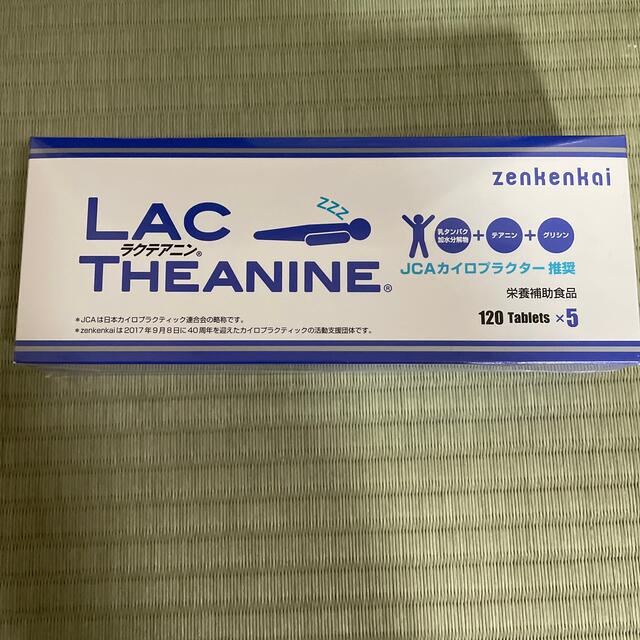 zenkenkai
LAC
ラクテアニン®
THEANINE®
zzz
乳タンパク
加水分解物
+
テアニン
+
グリシン
JCAカイロプラクター 推奨
栄養補助食品
120 Tablets ×5
＊JCAは日本カイロプラクティック連合会の略称です。
＊zenkenkaiは2017年9月8日に40周年を迎えたカイロプラクティックの活動支援団体です。